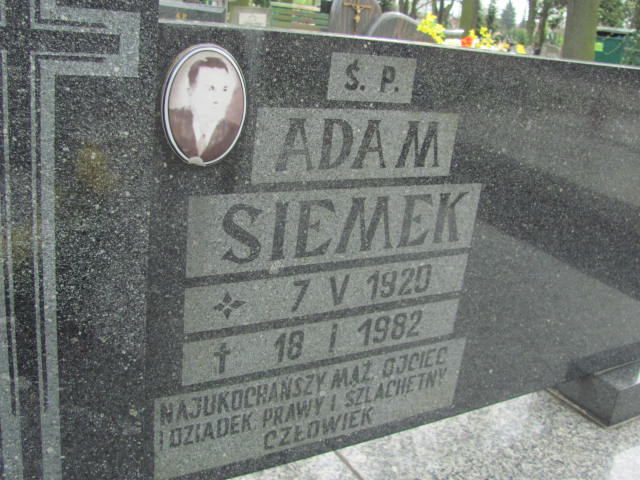 Ś. P.
ADAM
SIEMEK
7 V 1920
† 18 I 1982
NAJUKOCHAŃSZY MĄŻ OJCIEC
I DZIADEK PRAWY I SZLACHETNY
CZŁOWIEK